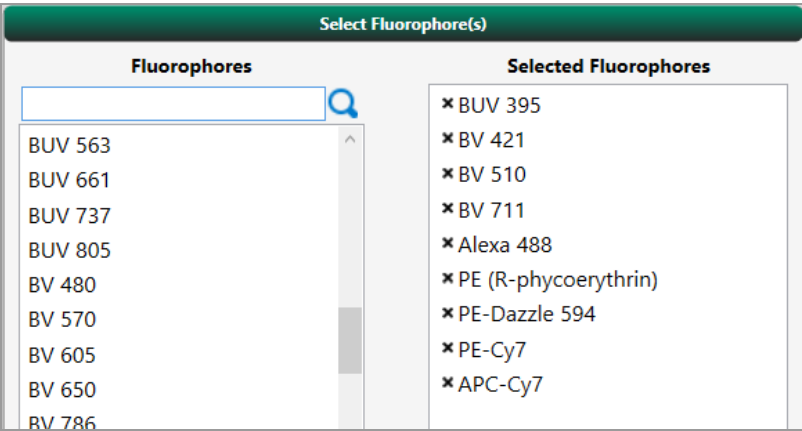 Select Fluorophore(s)
Fluorophores
BUV 563
BUV 661
BUV 737
BUV 805
BV 480
BV 570
BV 605
BV 650
BV 786
Selected Fluorophores
×BUV 395
×BV 421
×BV 510
×BV 711
×Alexa 488
×PE (R-phycoerythrin)
×PE-Dazzle 594
×PE-Cy7
×APC-Cy7